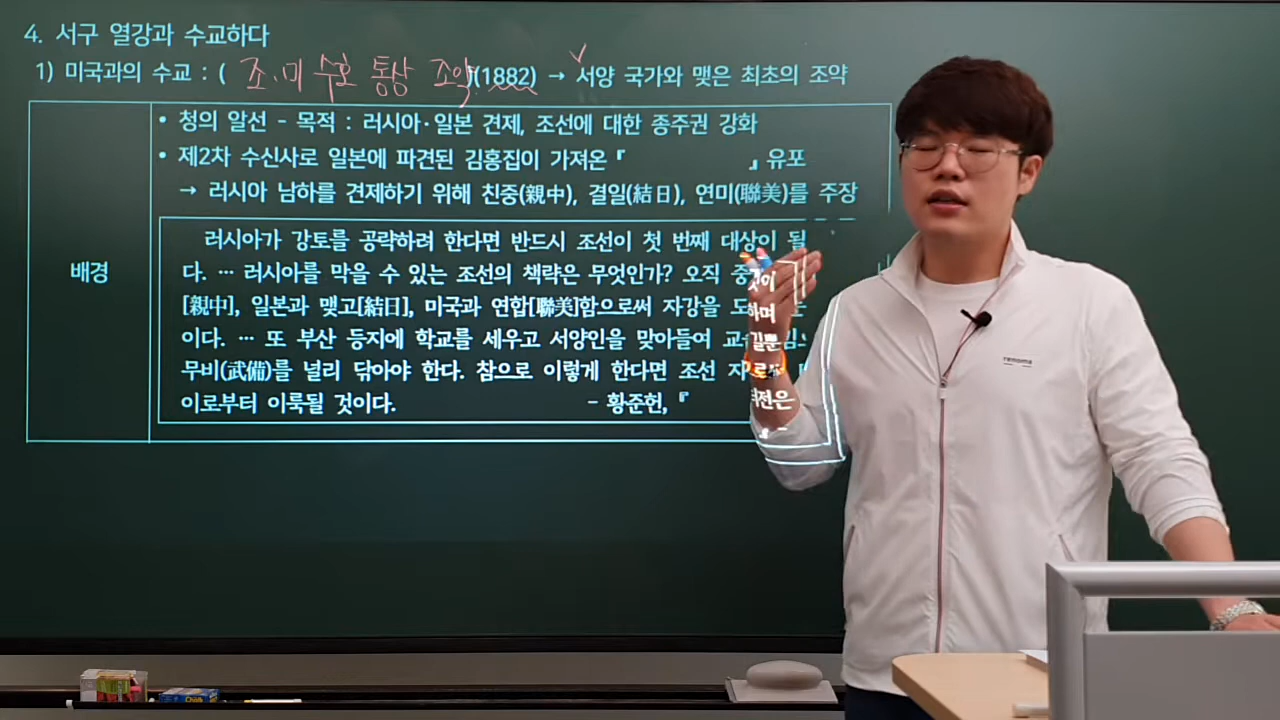 4. 서구 열강과 수교하다
1) 미국과의 수교 : ( 조·미 수호 통상 조약)(1882) → 서양 국가와 맺은 최초의 조약
• 청의 알선 - 목적 : 러시아·일본 견제, 조선에 대한 종주권 강화
• 제2차 수신사로 일본에 파견된 김홍집이 가져온 『 』 유포
→ 러시아 남하를 견제하기 위해 친중(親中), 결일(結日), 연미(聯美)를 주장
배경
러시아가 강토를 공략하려 한다면 반드시 조선이 첫 번째 대상이 될
다. … 러시아를 막을 수 있는 조선의 책략은 무엇인가? 오직 중 것이
[親中], 일본과 맺고[結日], 미국과 연합[聯美]함으로써 자강을 도 하며
이다. … 또 부산 등지에 학교를 세우고 서양인을 맞아들여 교 길뿐
무비(武備)를 널리 닦아야 한다. 참으로 이렇게 한다면 조선 자
이로부터 이룩될 것이다. - 황준헌, 『
renoma